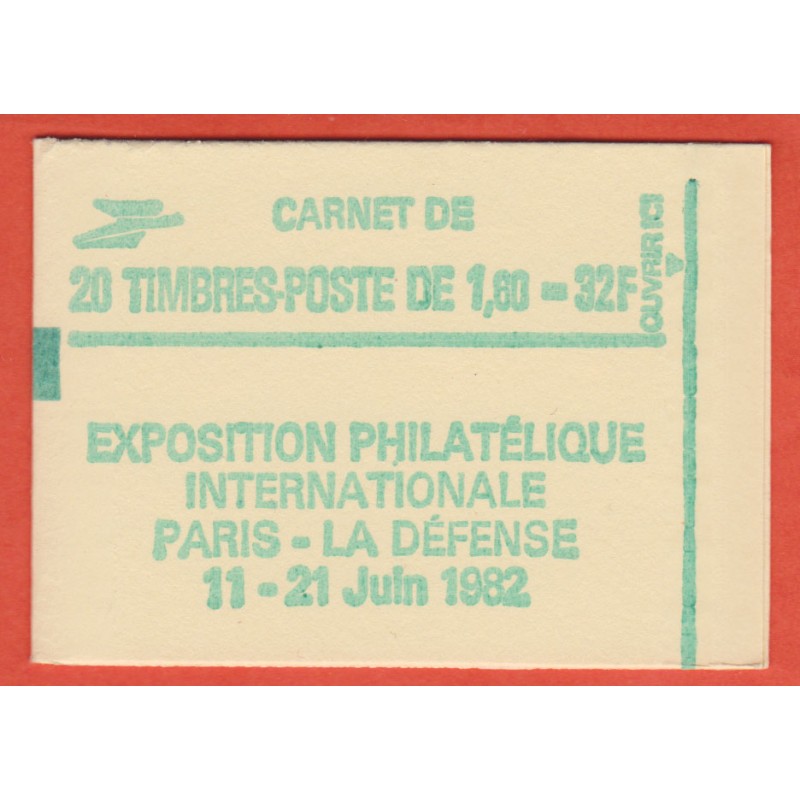 CARNET DE
20 TIMBRES-POSTE DE 1,60 = 32F
OUVRIR ICI
EXPOSITION PHILATÉLIQUE
INTERNATIONALE
PARIS - LA DÉFENSE
11 - 21 Juin 1982